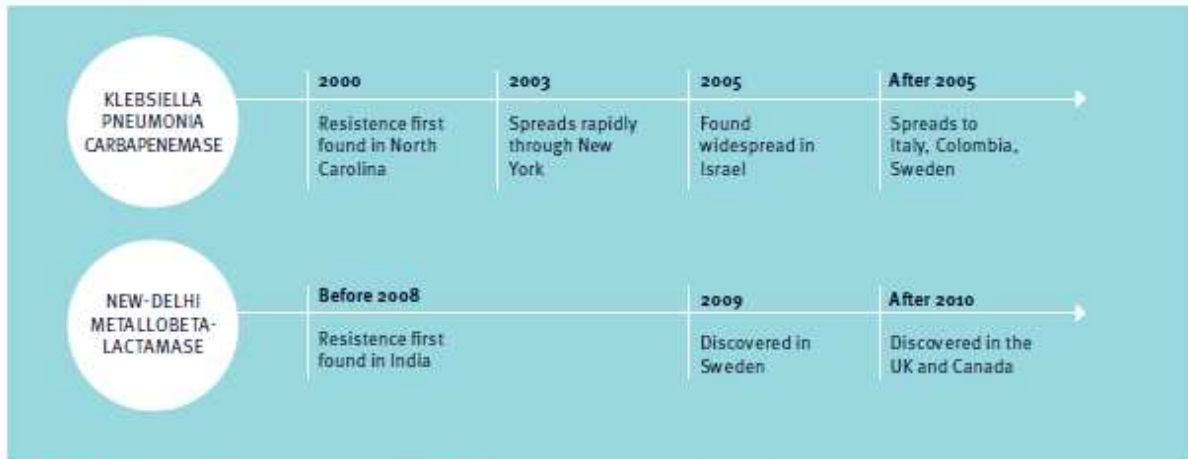 KLEBSIELLA
PNEUMONIA
CARBAPENEMASE
2000
Resistence first
found in North
Carolina
2003
Spreads rapidly
through New
York
2005
Found
widespread in
Israel
After 2005
Spreads to
Italy, Colombia,
Sweden
NEW-DELHI
METALLOBETA-
LACTAMASE
Before 2008
Resistence first
found in India
2009
Discovered in
Sweden
After 2010
Discovered in the
UK and Canada